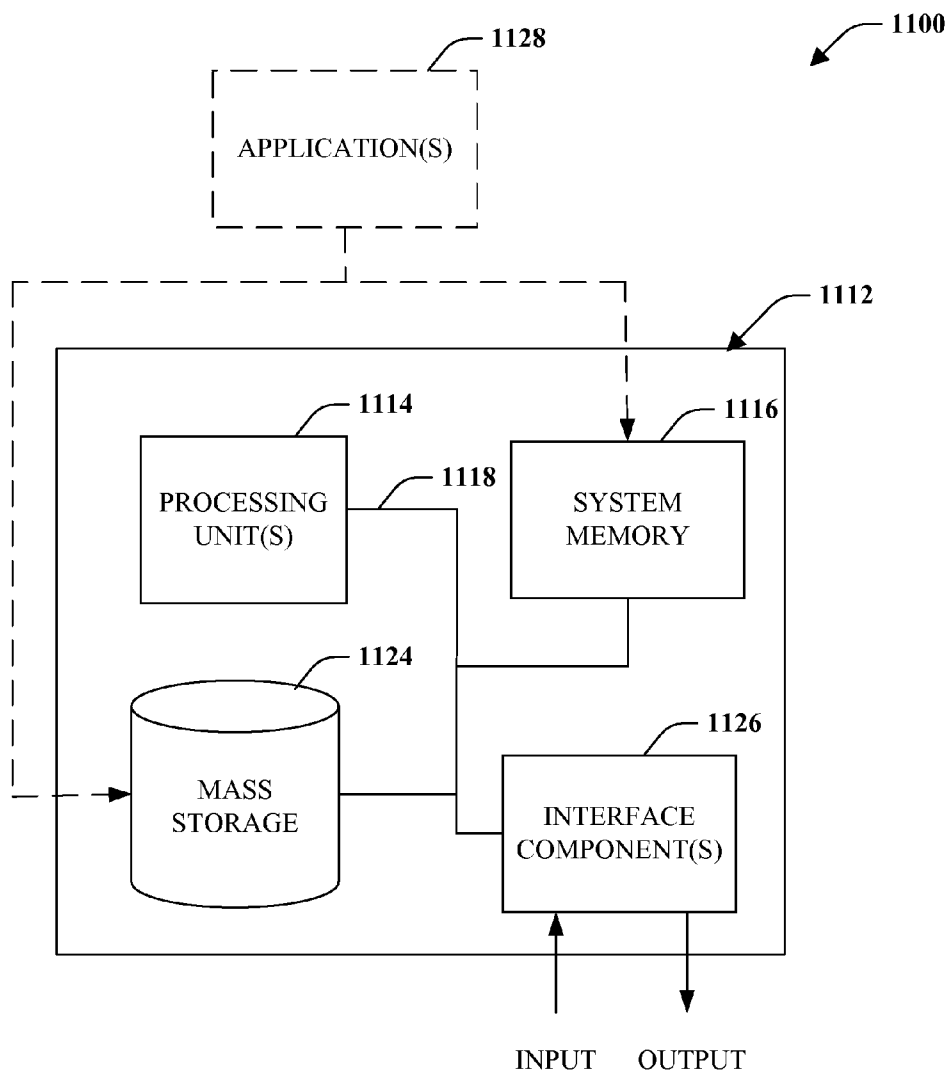 1100
1128
APPLICATION(S)
1112
1114
1116
1118
PROCESSING
UNIT(S)
SYSTEM
MEMORY
1124
1126
MASS
STORAGE
INTERFACE
COMPONENT(S)
INPUT
OUTPUT